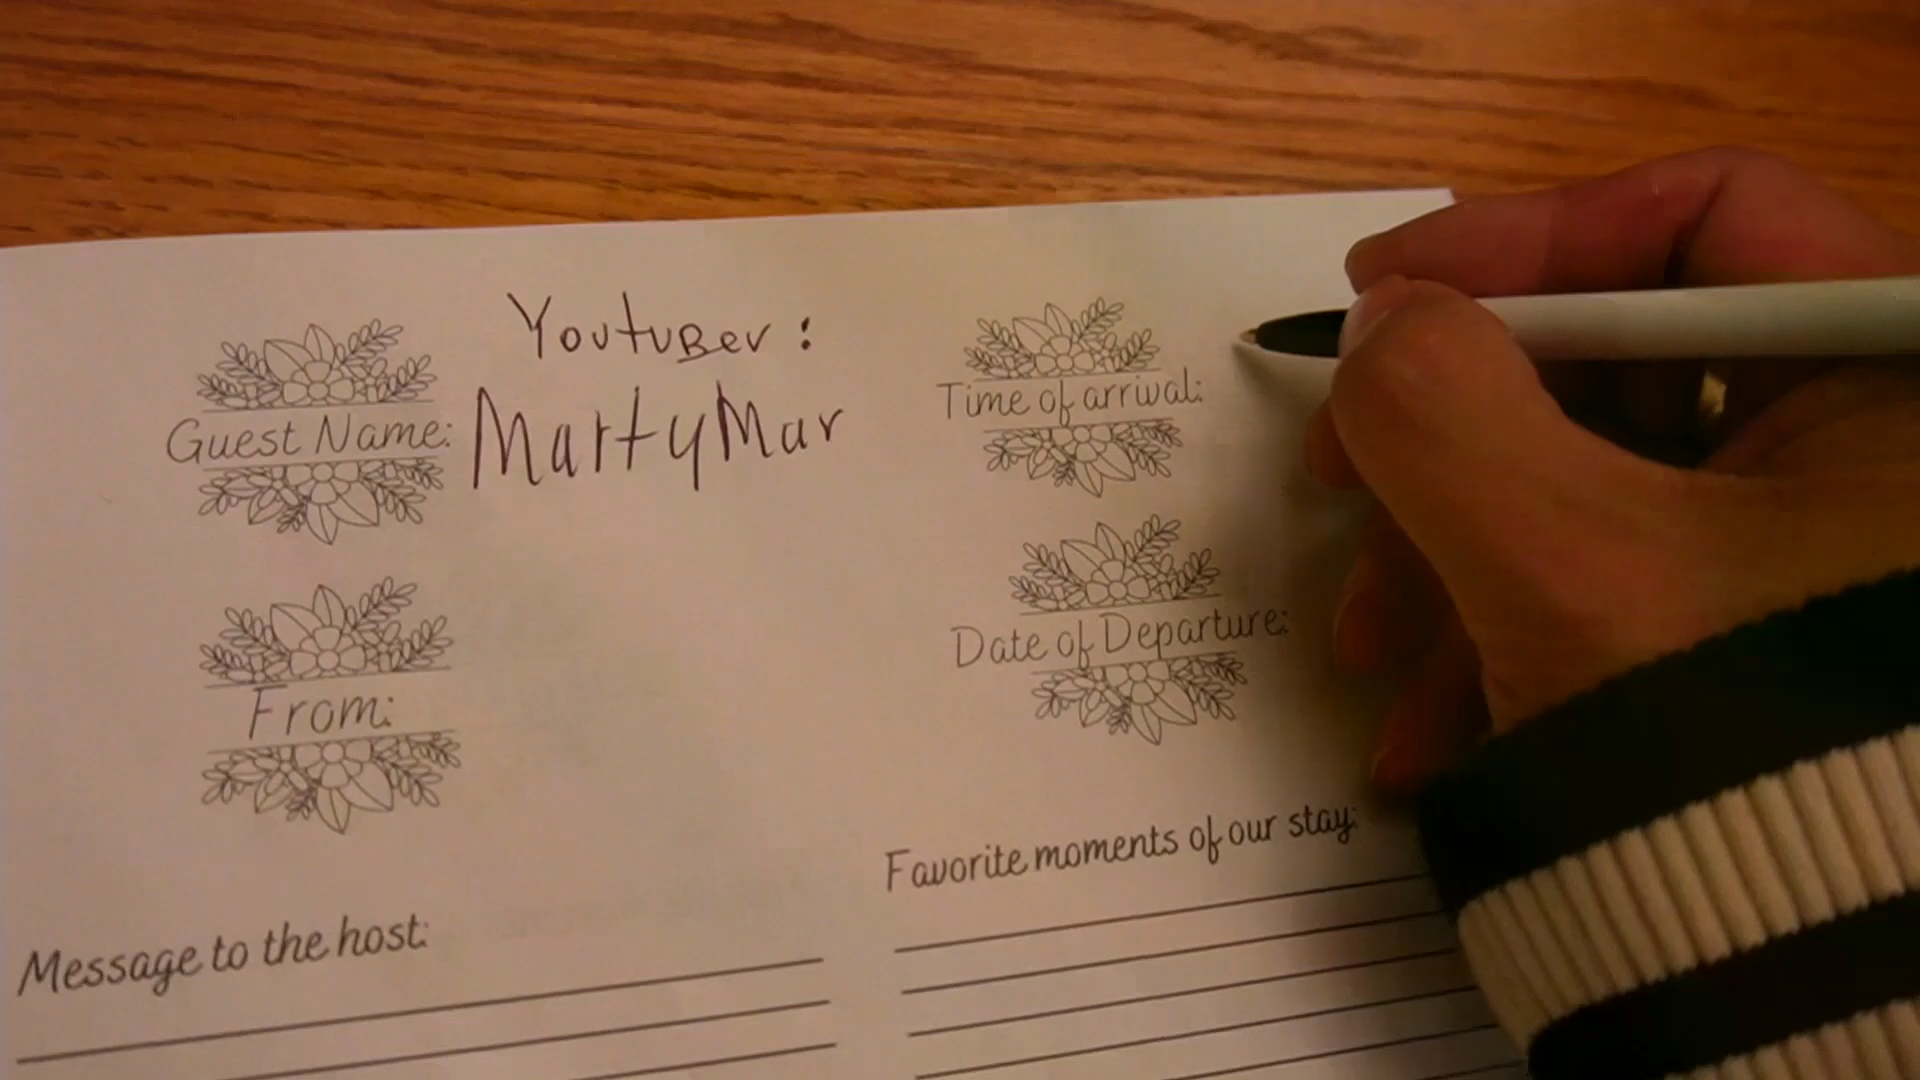 Youtuber:
Guest Name: MartyMar
Time of arrival:
From:
Date of Departure:
Message to the host:
Favorite moments of our stay: